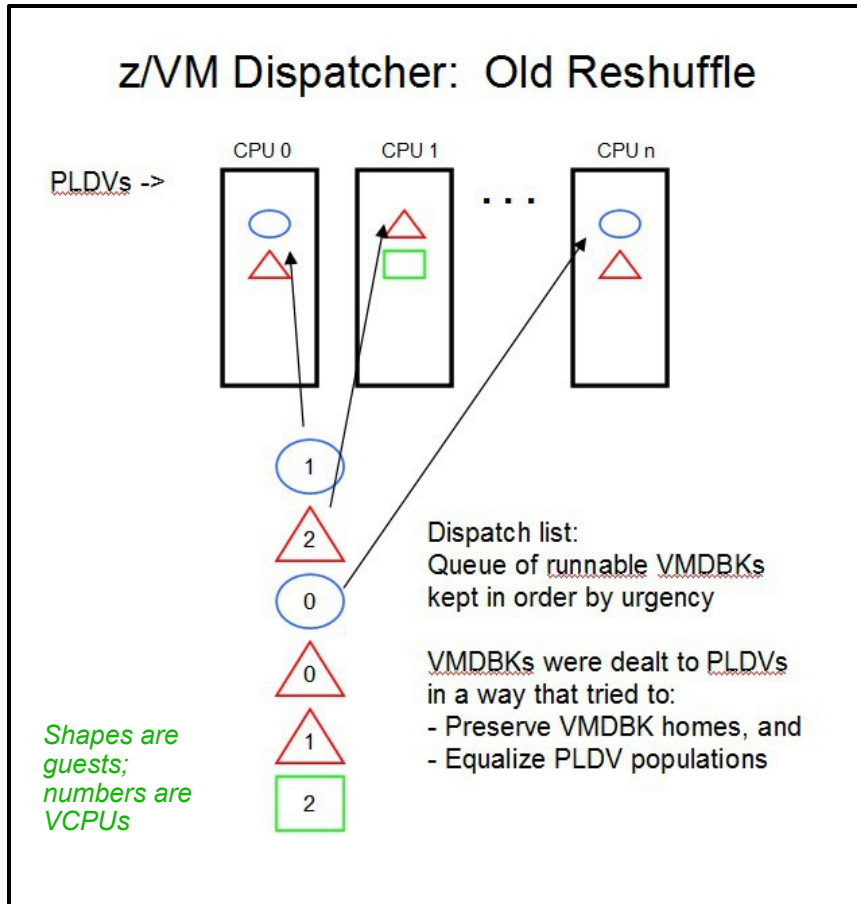 z/VM Dispatcher: Old Reshuffle
CPU 0
CPU 1
CPU n
PLDVs ->
. . .
1
2
0
0
1
2
Dispatch list:
Queue of runnable VMDBKs
kept in order by urgency
VMDBKs were dealt to PLDVs
in a way that tried to:
- Preserve VMDBK homes, and
- Equalize PLDV populations
Shapes are
guests;
numbers are
VCPUs